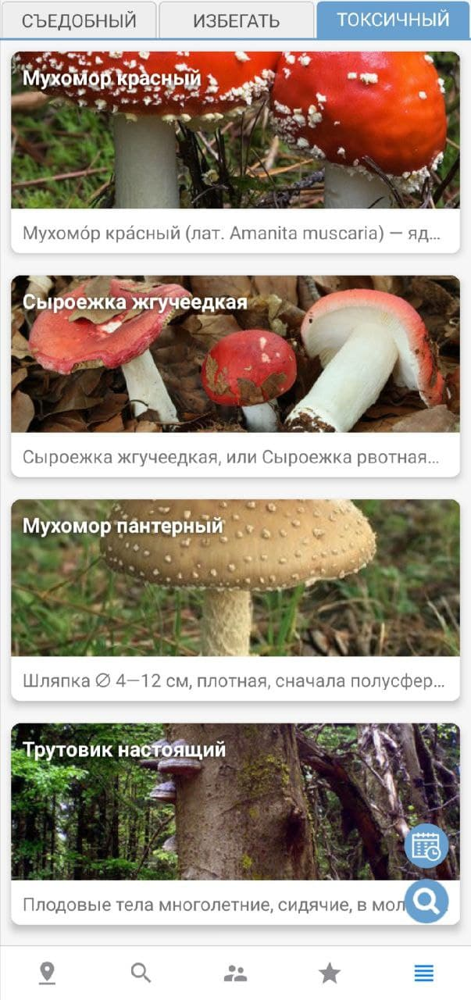 СЪЕДОБНЫЙ
ИЗБЕГАТЬ
ТОКСИЧНЫЙ
Мухомор красный
Мухомо́р кра́сный (лат. Amanita muscaria) — яд...
Сыроежка жгучеедкая
Сыроежка жгучеедкая, или Сыроежка рвотная...
Мухомор пантерный
Шляпка ∅ 4—12 см, плотная, сначала полусфер...
Трутовик настоящий
Плодовые тела многолетние, сидячие, в мол